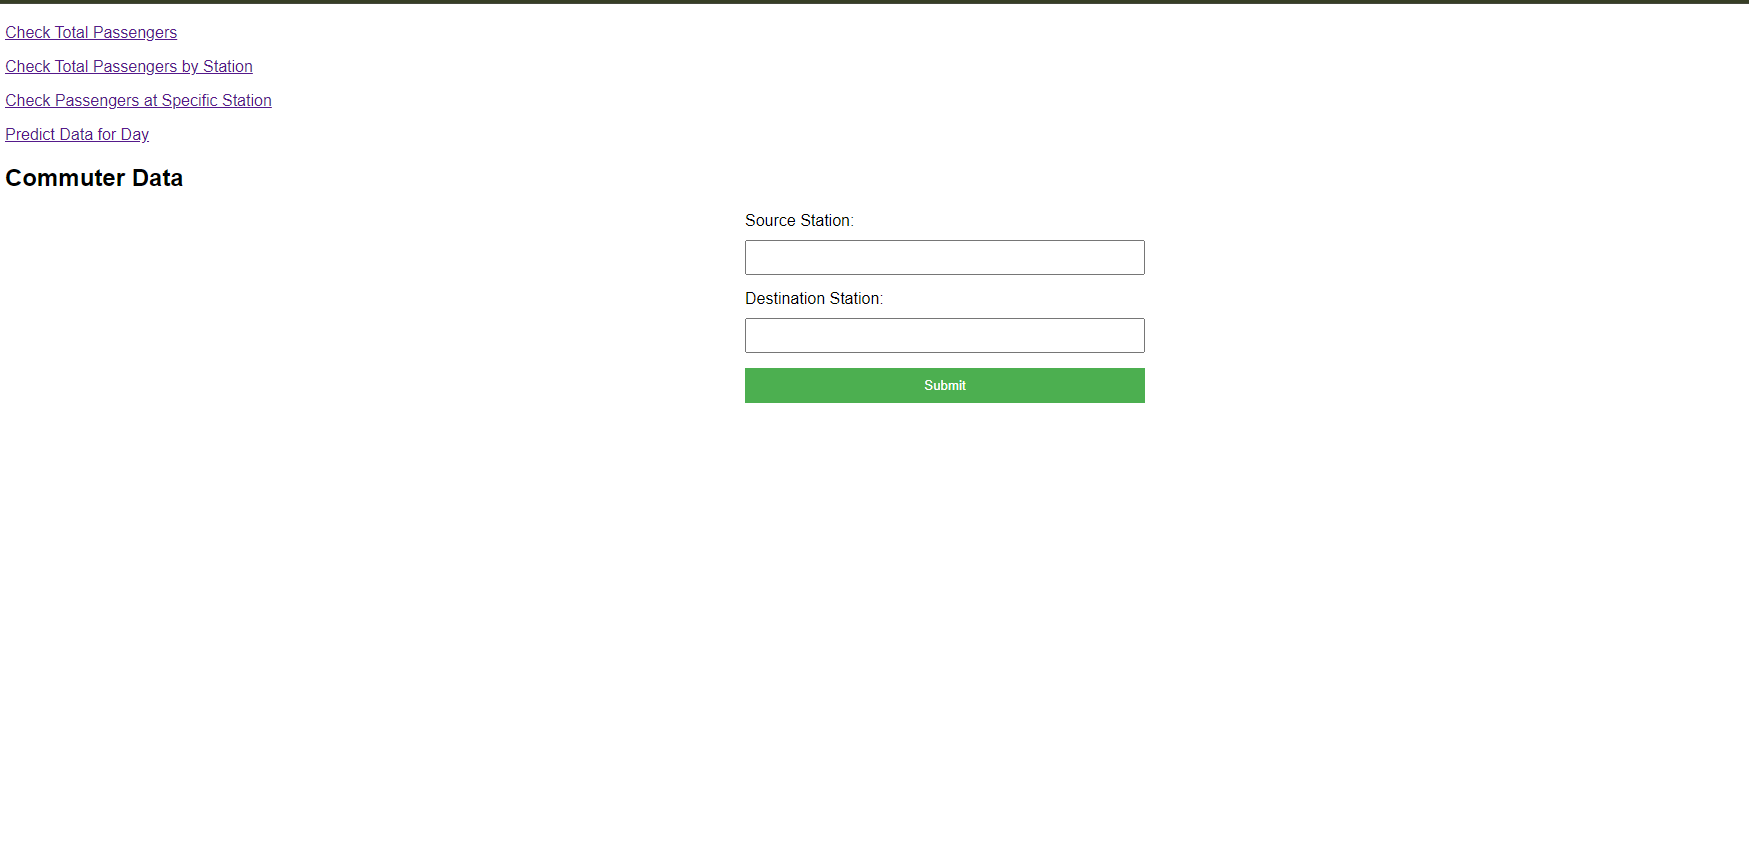 Check Total Passengers
Check Total Passengers by Station
Check Passengers at Specific Station
Predict Data for Day
Commuter Data
Source Station:
Destination Station:
Submit